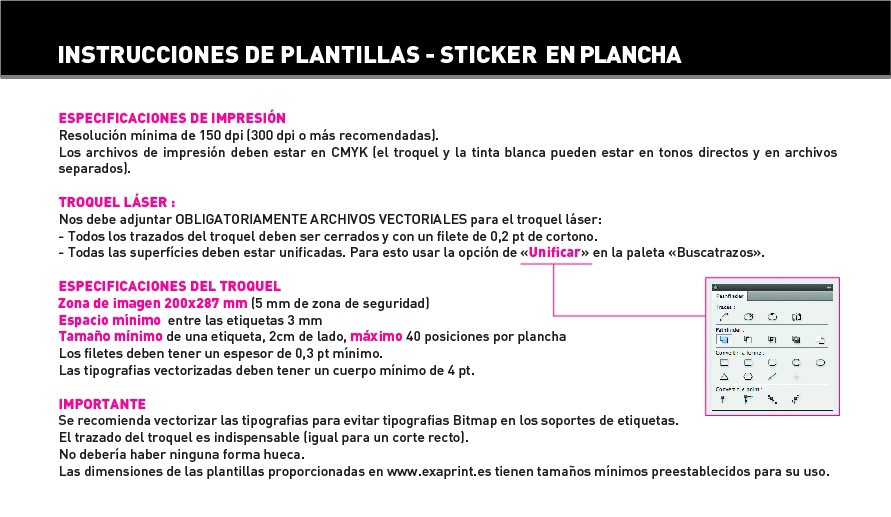 INSTRUCCIONES DE PLANTILLAS - STICKER EN PLANCHA
ESPECIFICACIONES DE IMPRESIÓN
Resolución mínima de 150 dpi (300 dpi o más recomendadas).
Los archivos de impresión deben estar en CMYK (el troquel y la tinta blanca pueden estar en tonos directos y en archivos
separados).
TROQUEL LÁSER :
Nos debe adjuntar OBLIGATORIAMENTE ARCHIVOS VECTORIALES para el troquel láser:
- Todos los trazados del troquel deben ser cerrados y con un filete de 0,2 pt de cortono.
- Todas las superfícies deben estar unificadas. Para esto usar la opción de «Unificar» en la paleta «Buscatrazos».
ESPECIFICACIONES DEL TROQUEL
Zona de imagen 200x287 mm (5 mm de zona de seguridad)
Espacio mínimo entre las etiquetas 3 mm
Tamaño mínimo de una etiqueta, 2cm de lado, máximo 40 posiciones por plancha
Los filetes deben tener un espesor de 0,3 pt mínimo.
Las tipografias vectorizadas deben tener un cuerpo mínimo de 4 pt.
Pathfinder
Pathfinder :
IMPORTANTE
Se recomienda vectorizar las tipografias para evitar tipografias Bitmap en los soportes de etiquetas.
El trazado del troquel es indispensable (igual para un corte recto).
No debería haber ninguna forma hueca.
Las dimensiones de las plantillas proporcionadas en www.exaprint.es tienen tamaños mínimos preestablecidos para su uso.